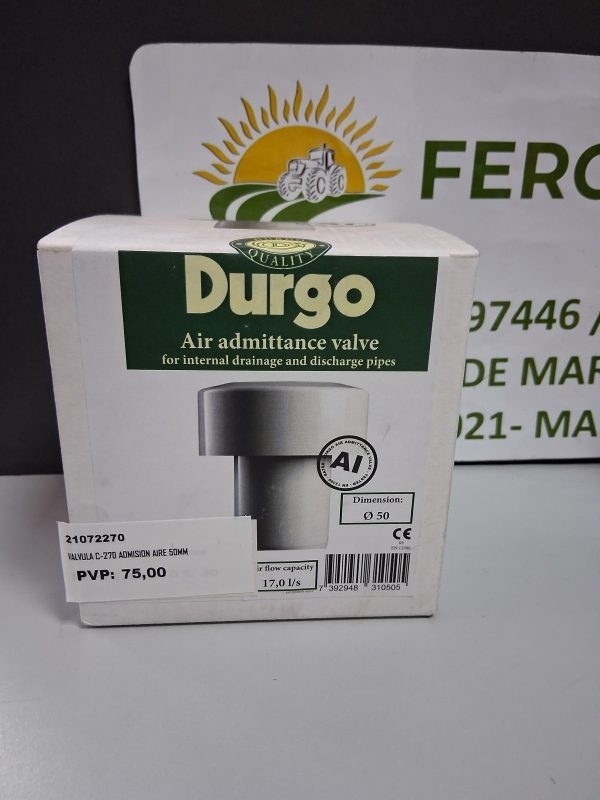 FERO
97446 /
DE MAR
021- MA
QUALITY
Durgo
Air admittance valve
for internal drainage and discharge pipes
AI
Dimension:
Ø 50
CE
21072270
VALVULA C-270 ADMISION AIRE 50MM
PVP: 75,00
ir flow capacity
17,0 l/s
7 392948 310505